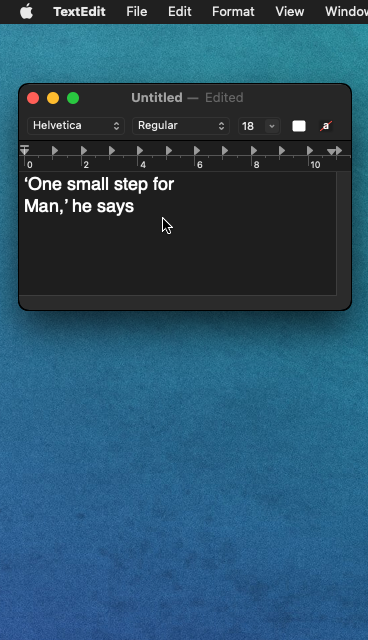 TextEdit File Edit Format View Window
Untitled — Edited
Helvetica Regular 18 a
0 2 4 6 8 10
‘One small step for
Man,’ he says